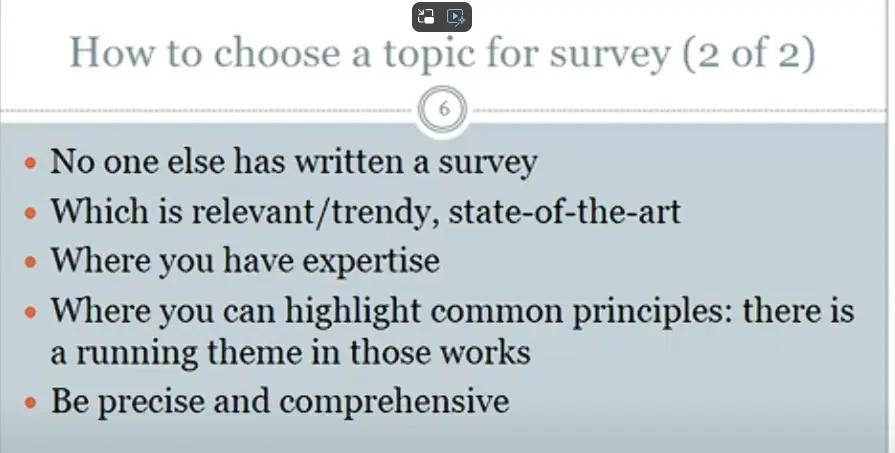 How to choose a topic for survey (2 of 2)
6
• No one else has written a survey
• Which is relevant/trendy, state-of-the-art
• Where you have expertise
• Where you can highlight common principles: there is
a running theme in those works
• Be precise and comprehensive